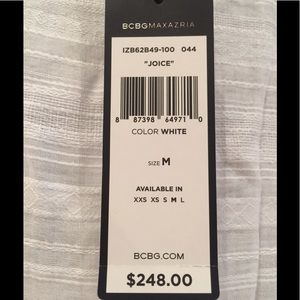 BCBGMAXAZRIA
IZB62B49-100 044
"JOICE"
8 87398 64971 0
COLOR WHITE
SIZE M
AVAILABLE IN
XXS XS S M L
BCBG.COM
$248.00